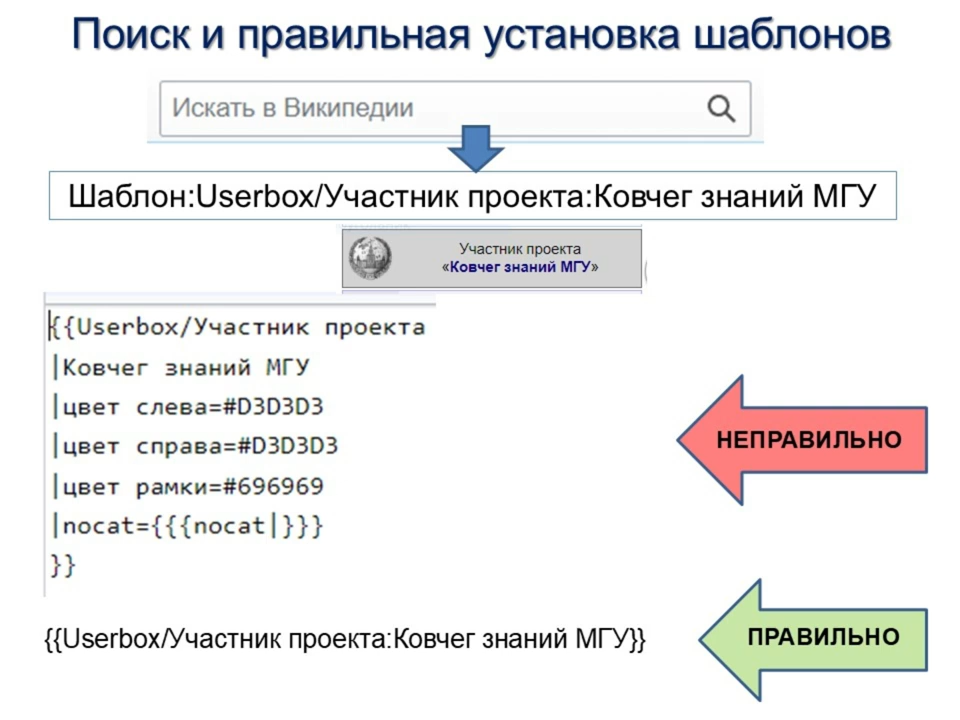 Поиск и правильная установка шаблонов
Искать в Википедии
Шаблон:Userbox/Участник проекта:Ковчег знаний МГУ
Участник проекта
«Ковчег знаний МГУ»
{{Userbox/Участник проекта
|Ковчег знаний МГУ
|цвет слева=#D3D3D3
|цвет справа=#D3D3D3
|цвет рамки=#696969
|nocat={{{nocat|}}}
}}
НЕПРАВИЛЬНО
{{Userbox/Участник проекта:Ковчег знаний МГУ}}
ПРАВИЛЬНО